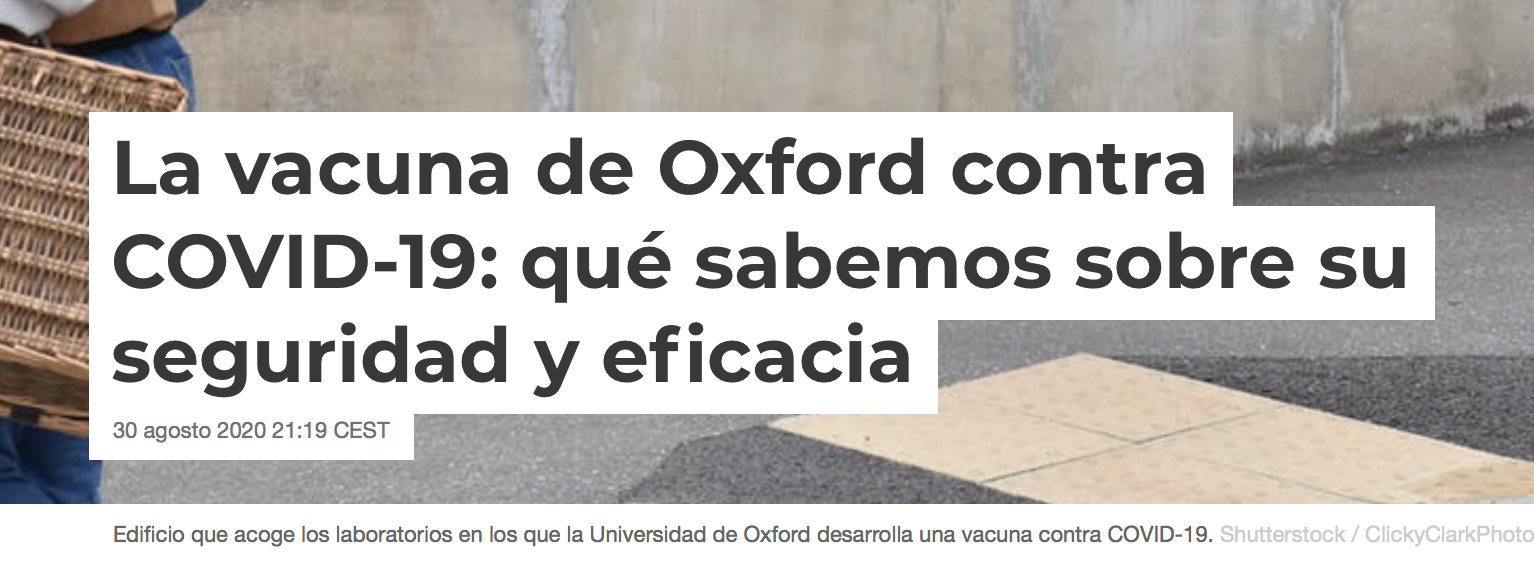 La vacuna de Oxford contra
COVID-19: qué sabemos sobre su
seguridad y eficacia
30 agosto 2020 21:19 CEST
Edificio que acoge los laboratorios en los que la Universidad de Oxford desarrolla una vacuna contra COVID-19. Shutterstock / ClickyClarkPhoto